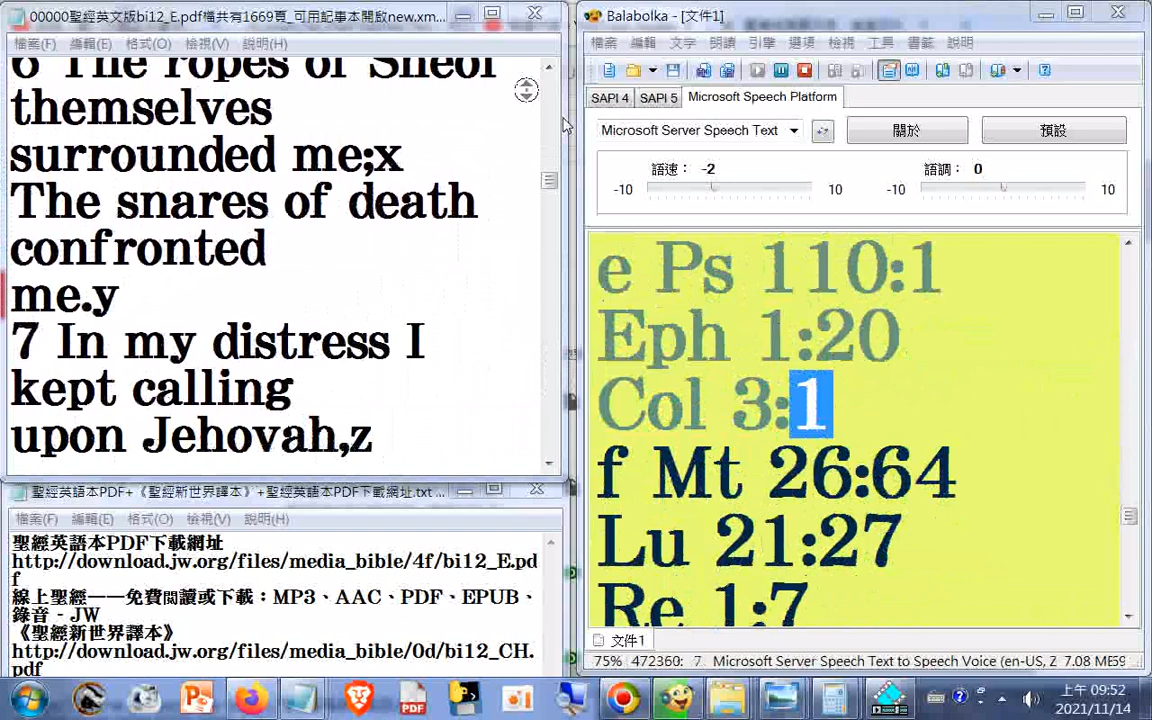 00000聖經英文版bi12_E.pdf檔共有1669頁_可用記事本開啟new.xm...
檔案(F) 編輯(E) 格式(O) 檢視(V) 說明(H)
6 The ropes of Sheol
themselves
surrounded me;x
The snares of death
confronted
me.y
7 In my distress I
kept calling
upon Jehovah,z
聖經英語本PDF+《聖經新世界譯本》+聖經英語本PDF下載網址.txt ...
檔案(F) 編輯(E) 格式(O) 檢視(V) 說明(H)
聖經英語本PDF下載網址
http://download.jw.org/files/media_bible/4f/bi12_E.pd
f
線上聖經——免費閱讀或下載：MP3、AAC、PDF、EPUB、
錄音 - JW
《聖經新世界譯本》
http://download.jw.org/files/media_bible/0d/bi12_CH.
pdf
Balabolka - [文件1]
檔案 編輯 文字 朗讀 引擎 選項 檢視 工具 書籤 說明
SAPI 4 SAPI 5 Microsoft Speech Platform
Microsoft Server Speech Text 關於 預設
語速： -2 語調： 0
-10 10 -10 10
e Ps 110:1
Eph 1:20
Col 3:1
f Mt 26:64
Lu 21:27
Re 1:7
文件1
75% 472360: 7 Microsoft Server Speech Text to Speech Voice (en-US, Z 7.08 ME59
上午 09:52
2021/11/14